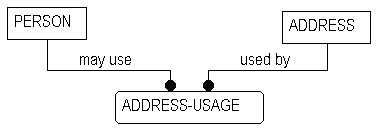 PERSON
ADDRESS
may use
used by
ADDRESS-USAGE